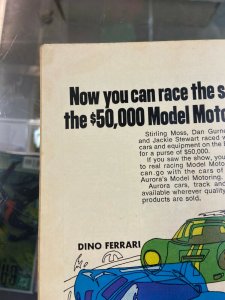 Now you can race the s
the $50,000 Model Moto
Stirling Moss, Dan Gurne
and Jackie Stewart raced
cars and equipment on the
for a purse of $50,000.
If you saw the show, you
to real racing Model Moto
can go with the cars of
Aurora's Model Motoring.
Aurora cars, track and
available wherever quality
products are sold.
DINO FERRARI